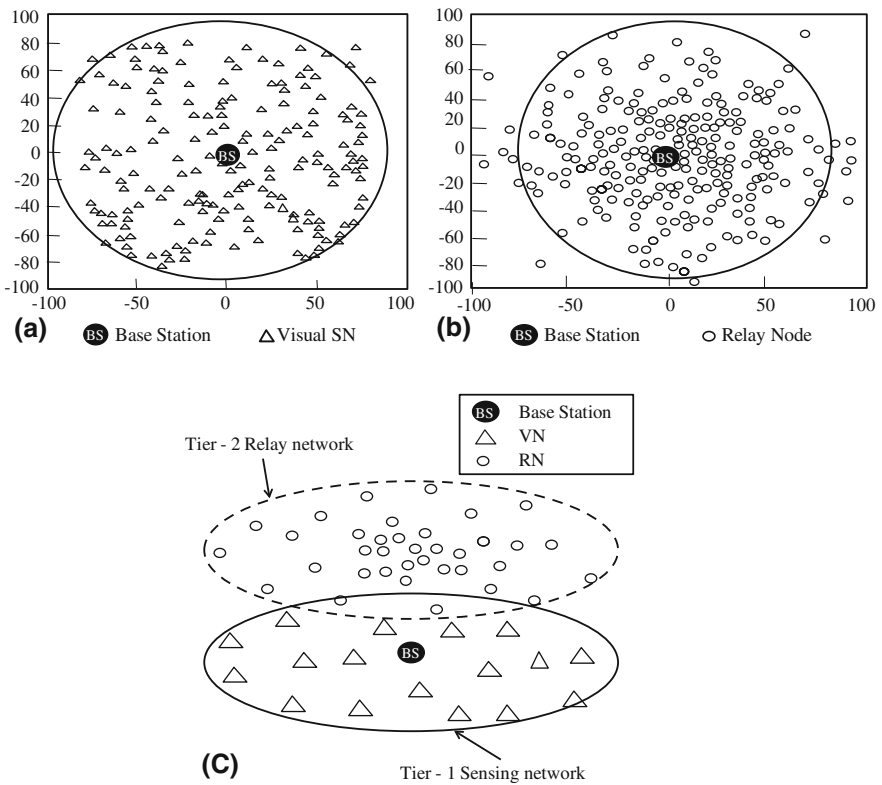 100
80
60
40
20
0
-20
-40
-60
-80
-100
-100 -50 0 50 100
BS
(a)
BS Base Station Visual SN
100
80
60
40
20
0
-20
-40
-60
-80
-100
-100 -50 0 50 100
BS
(b)
BS Base Station Relay Node
BS Base Station
VN
RN
Tier - 2 Relay network
BS
(C)
Tier - 1 Sensing network